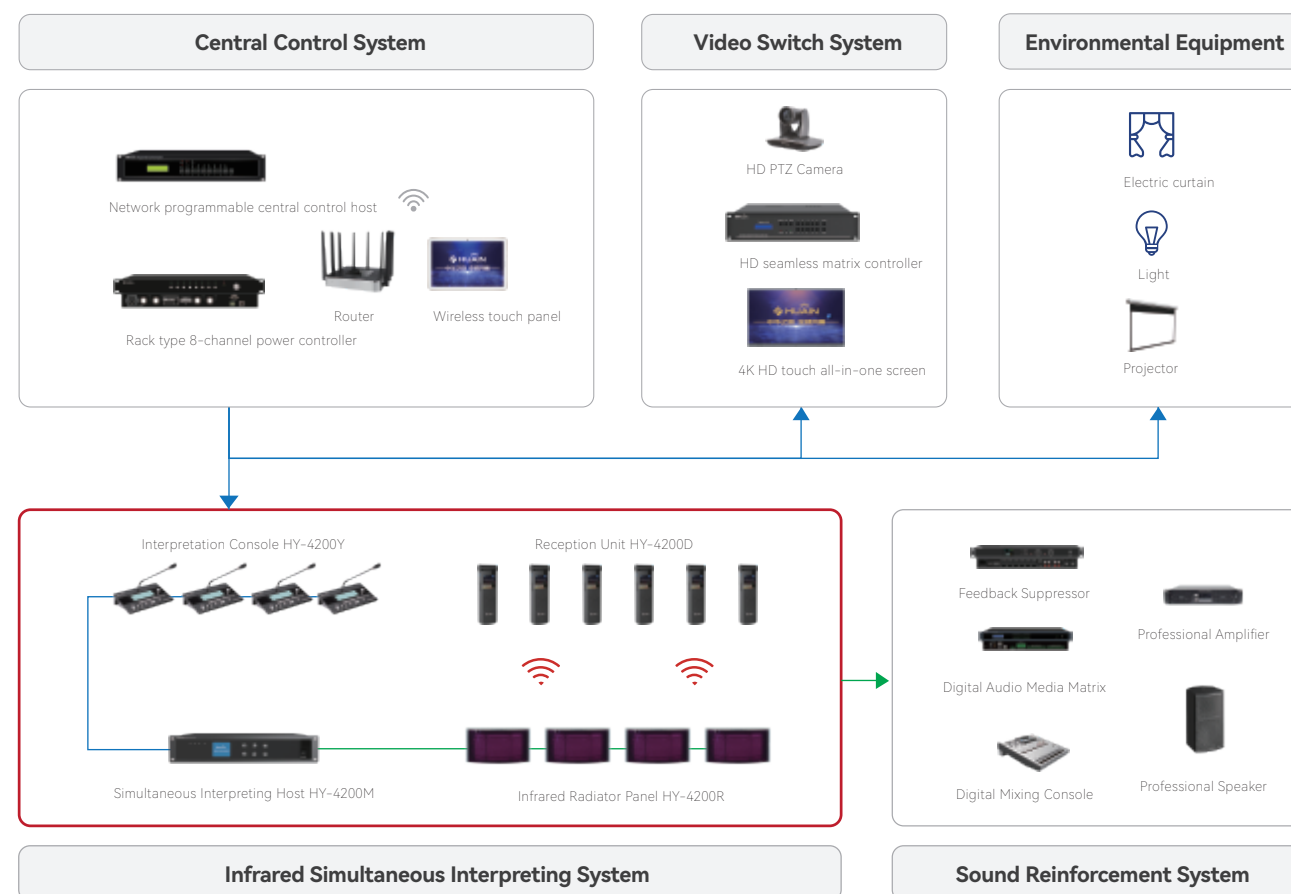 Central Control System
Video Switch System
Environmental Equipment
Network programmable central control host
Router
Wireless touch panel
Rack type 8-channel power controller
HD PTZ Camera
HD seamless matrix controller
HUAIN
HUAIN
4K HD touch all-in-one screen
Electric curtain
Light
Projector
Interpretation Console HY-4200Y
Reception Unit HY-4200D
Simultaneous Interpreting Host HY-4200M
Infrared Radiator Panel HY-4200R
Feedback Suppressor
Professional Amplifier
Digital Audio Media Matrix
Digital Mixing Console
Professional Speaker
Infrared Simultaneous Interpreting System
Sound Reinforcement System